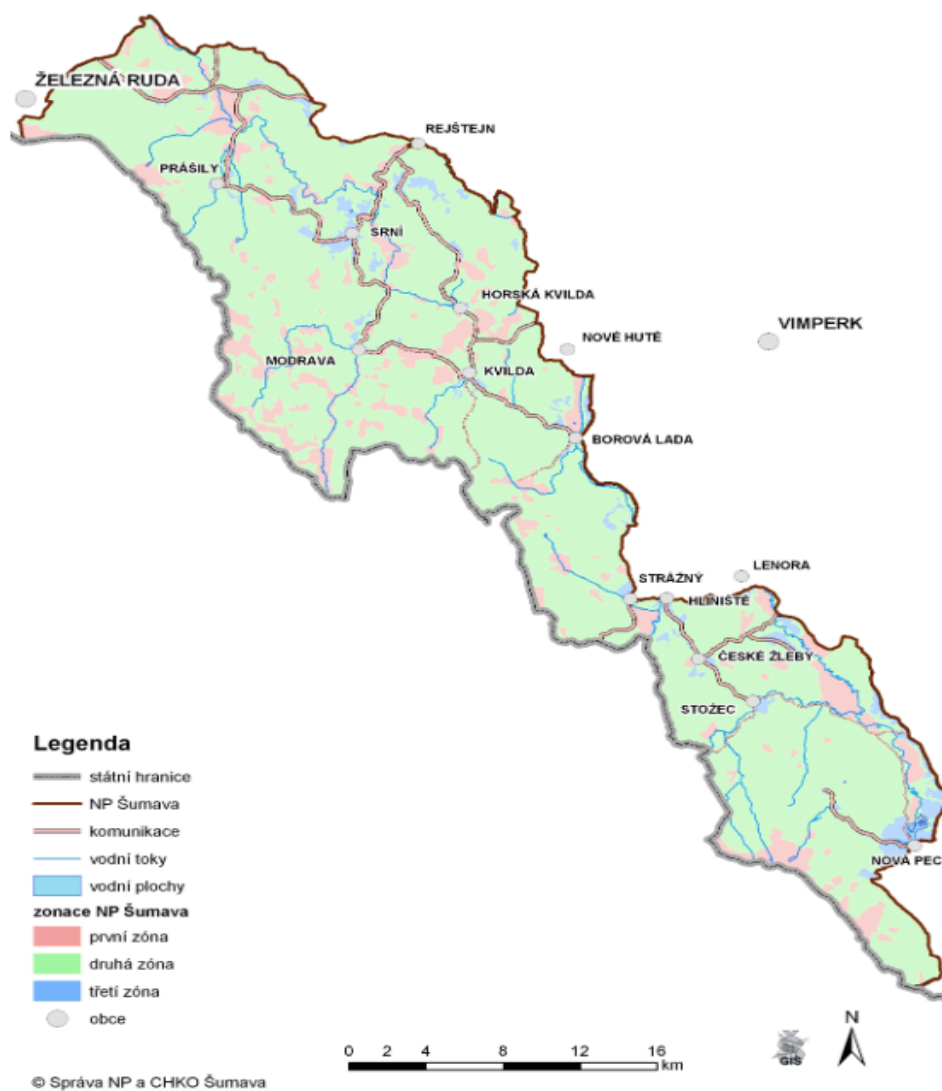 ŽELEZNÁ RUDA
REJŠTEJN
PRÁŠILY
SRNÍ
HORSKÁ KVILDA
VIMPERK
NOVÉ HUTĚ
MODRAVA
KVILDA
BOROVÁ LADA
LENORA
STRÁŽNÝ
HLINIŠTĚ
ČESKÉ ŽLEBY
STOŽEC
NOVÁ PEC
Legenda
státní hranice
NP Šumava
komunikace
vodní toky
vodní plochy
zonace NP Šumava
první zóna
druhá zóna
třetí zóna
obce
0 2 4 8 12 16
km
N
GIS
© Správa NP a CHKO Šumava